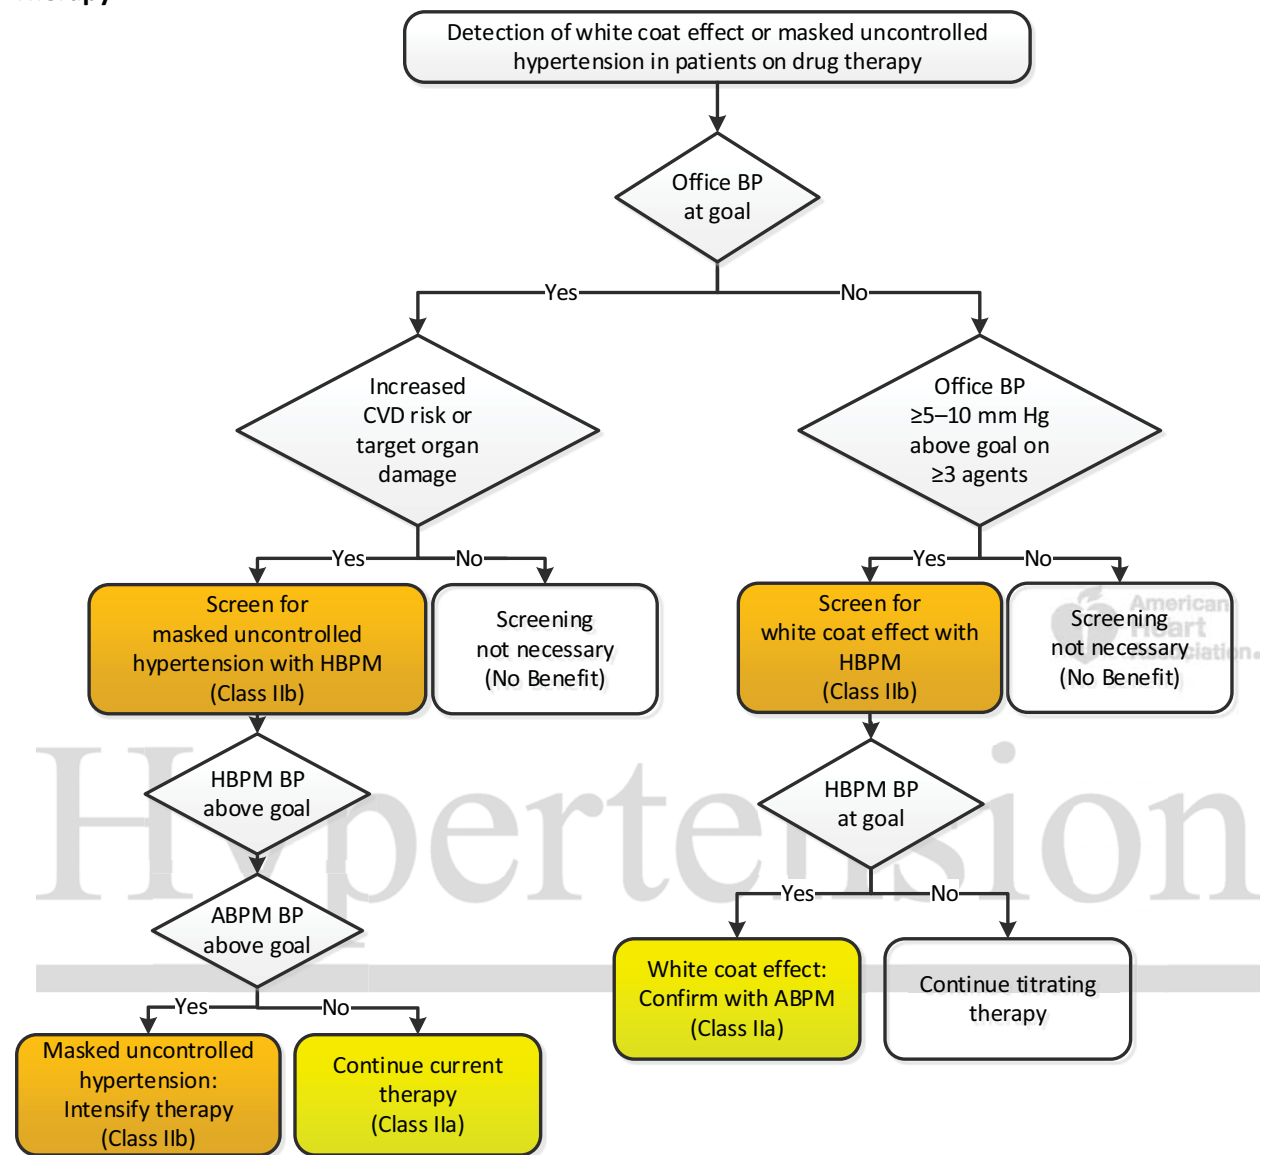 Detection of white coat effect or masked uncontrolled
hypertension in patients on drug therapy
Office BP
at goal
Yes
No
Increased
CVD risk or
target organ
damage
Office BP
≥5–10 mm Hg
above goal on
≥3 agents
Yes
No
Yes
No
Screen for
masked uncontrolled
hypertension with HBPM
(Class IIb)
Screening
not necessary
(No Benefit)
Screen for
white coat effect with
HBPM
(Class IIb)
Screening
not necessary
(No Benefit)
American
Heart
Association.
Hypertension
HBPM BP
above goal
HBPM BP
at goal
ABPM BP
above goal
Yes
No
White coat effect:
Confirm with ABPM
(Class IIa)
Continue titrating
therapy
Yes
No
Masked uncontrolled
hypertension:
Intensify therapy
(Class IIb)
Continue current
therapy
(Class IIa)